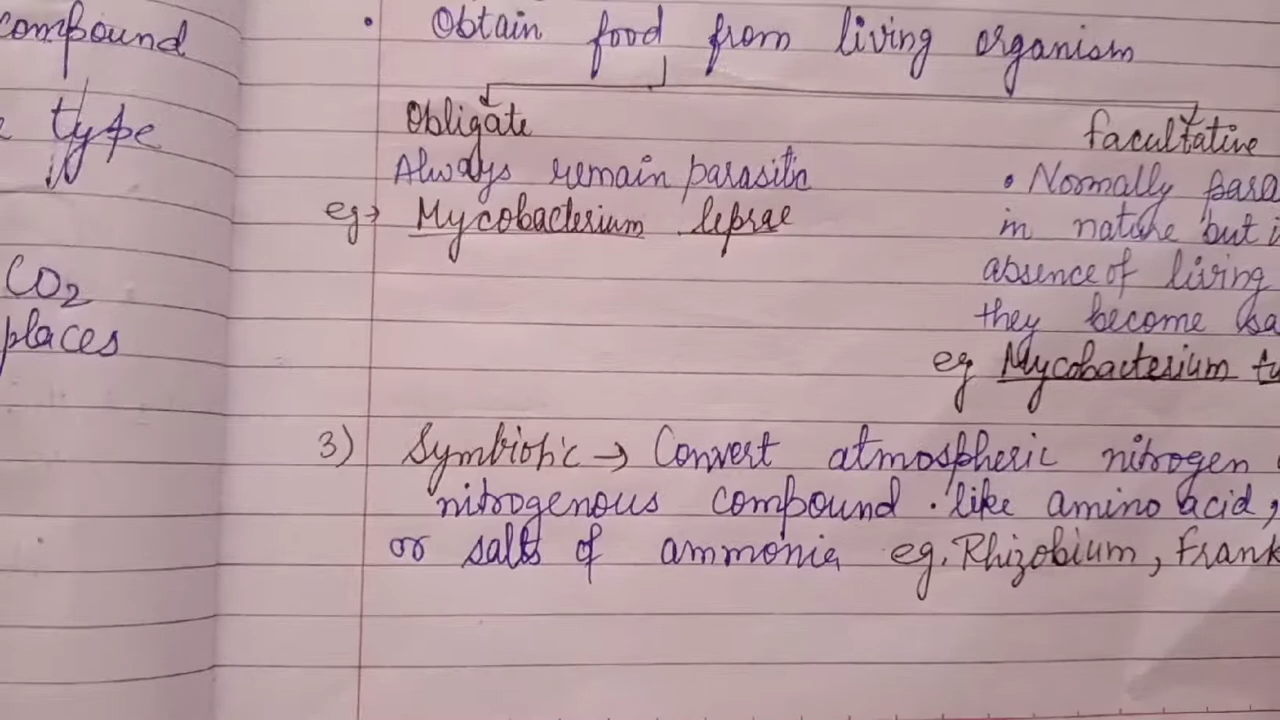 compound
type
CO2
places
• Obtain food from living organism
Obligate
Always remain parasitic
eg → Mycobacterium leprae
facultative
• Normally para
in nature but i
absence of living
they become sa
eg Mycobacterium tu
3) Symbiotic → Convert atmospheric nitrogen
nitrogenous compound . like amino acid,
or salts of ammonia eg. Rhizobium, Frank